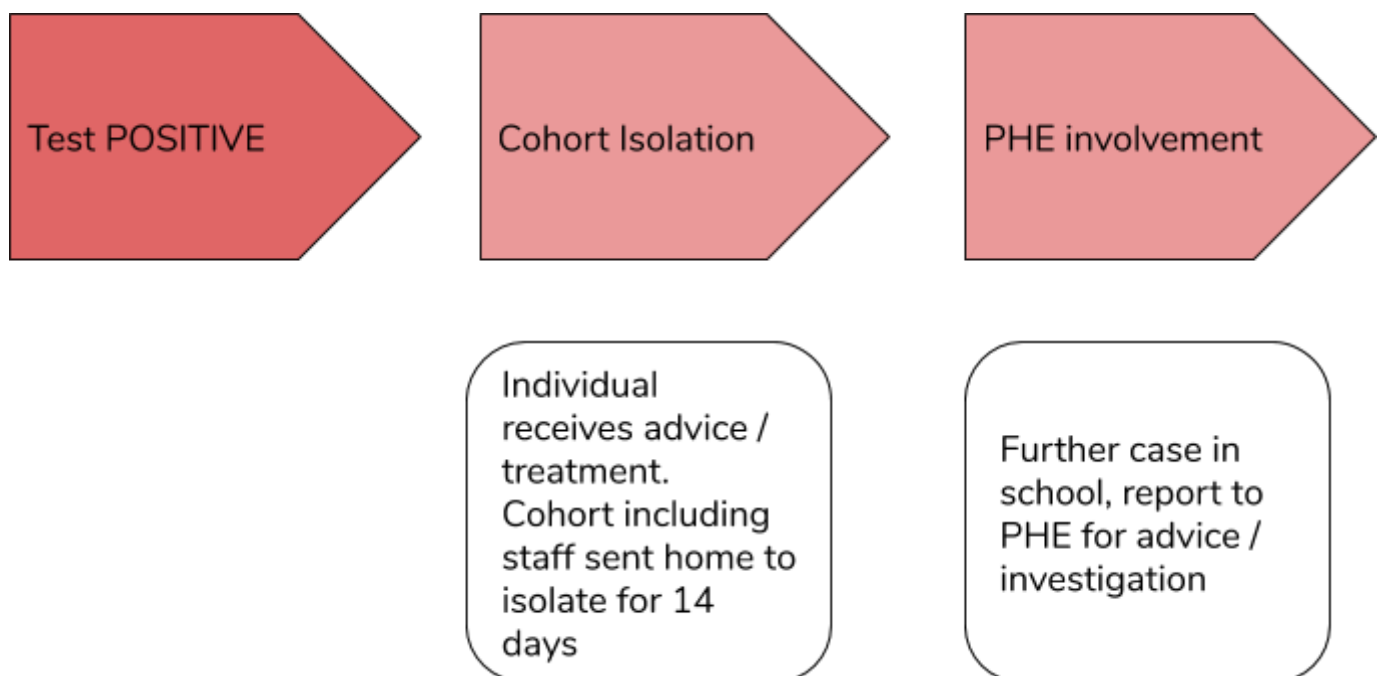 Test POSITIVE
Cohort Isolation
PHE involvement
Individual
receives advice /
treatment.
Cohort including
staff sent home to
isolate for 14
days
Further case in
school, report to
PHE for advice /
investigation